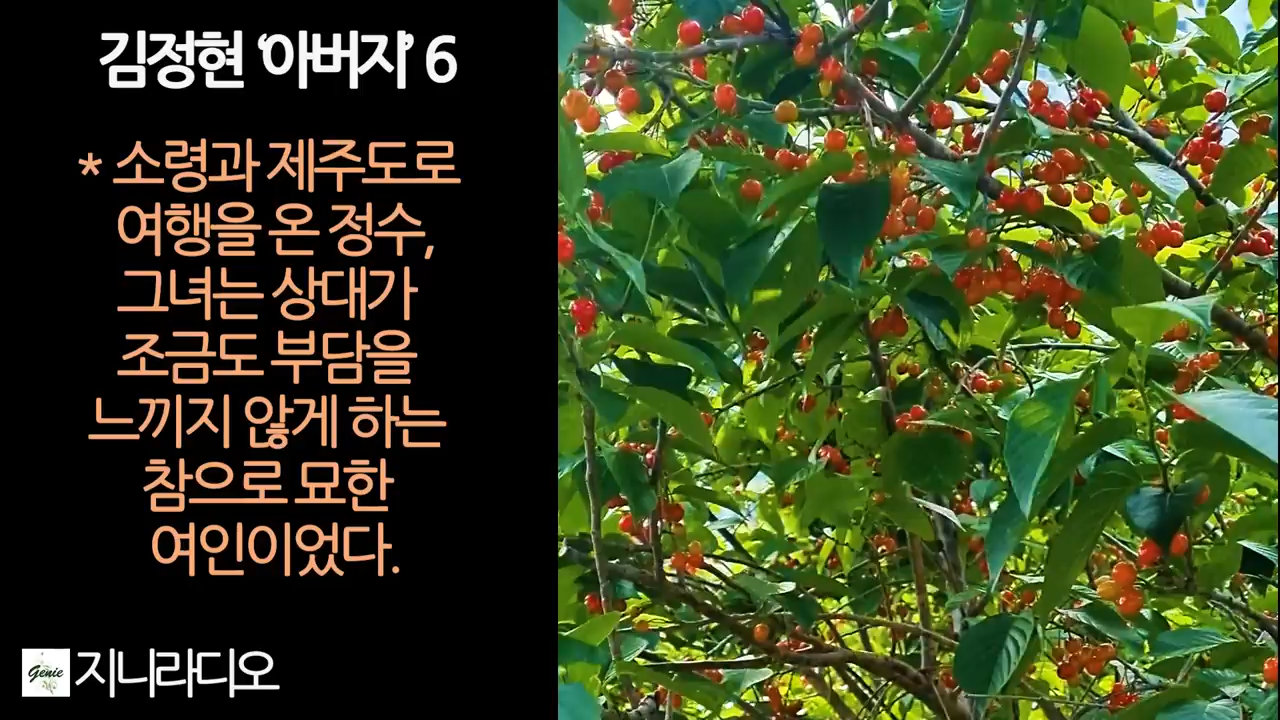 김정현 '아버지' 6
* 소령과 제주도로
여행을 온 정수,
그녀는 상대가
조금도 부담을
느끼지 않게 하는
참으로 묘한
여인이었다.
Genie
지니라디오